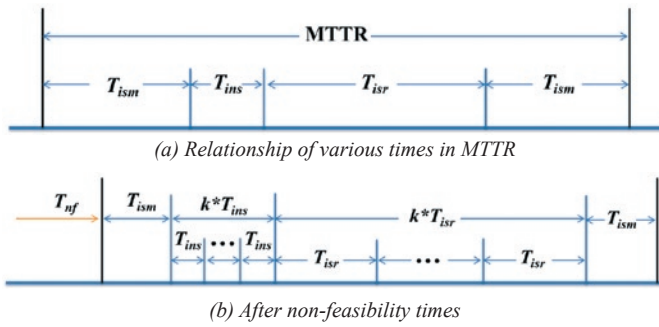 MTTR
T_ism T_ins T_isr T_ism
(a) Relationship of various times in MTTR
T_nf T_ism k*T_ins k*T_isr T_ism
T_ins ••• T_ins T_isr ••• T_isr
(b) After non-feasibility times